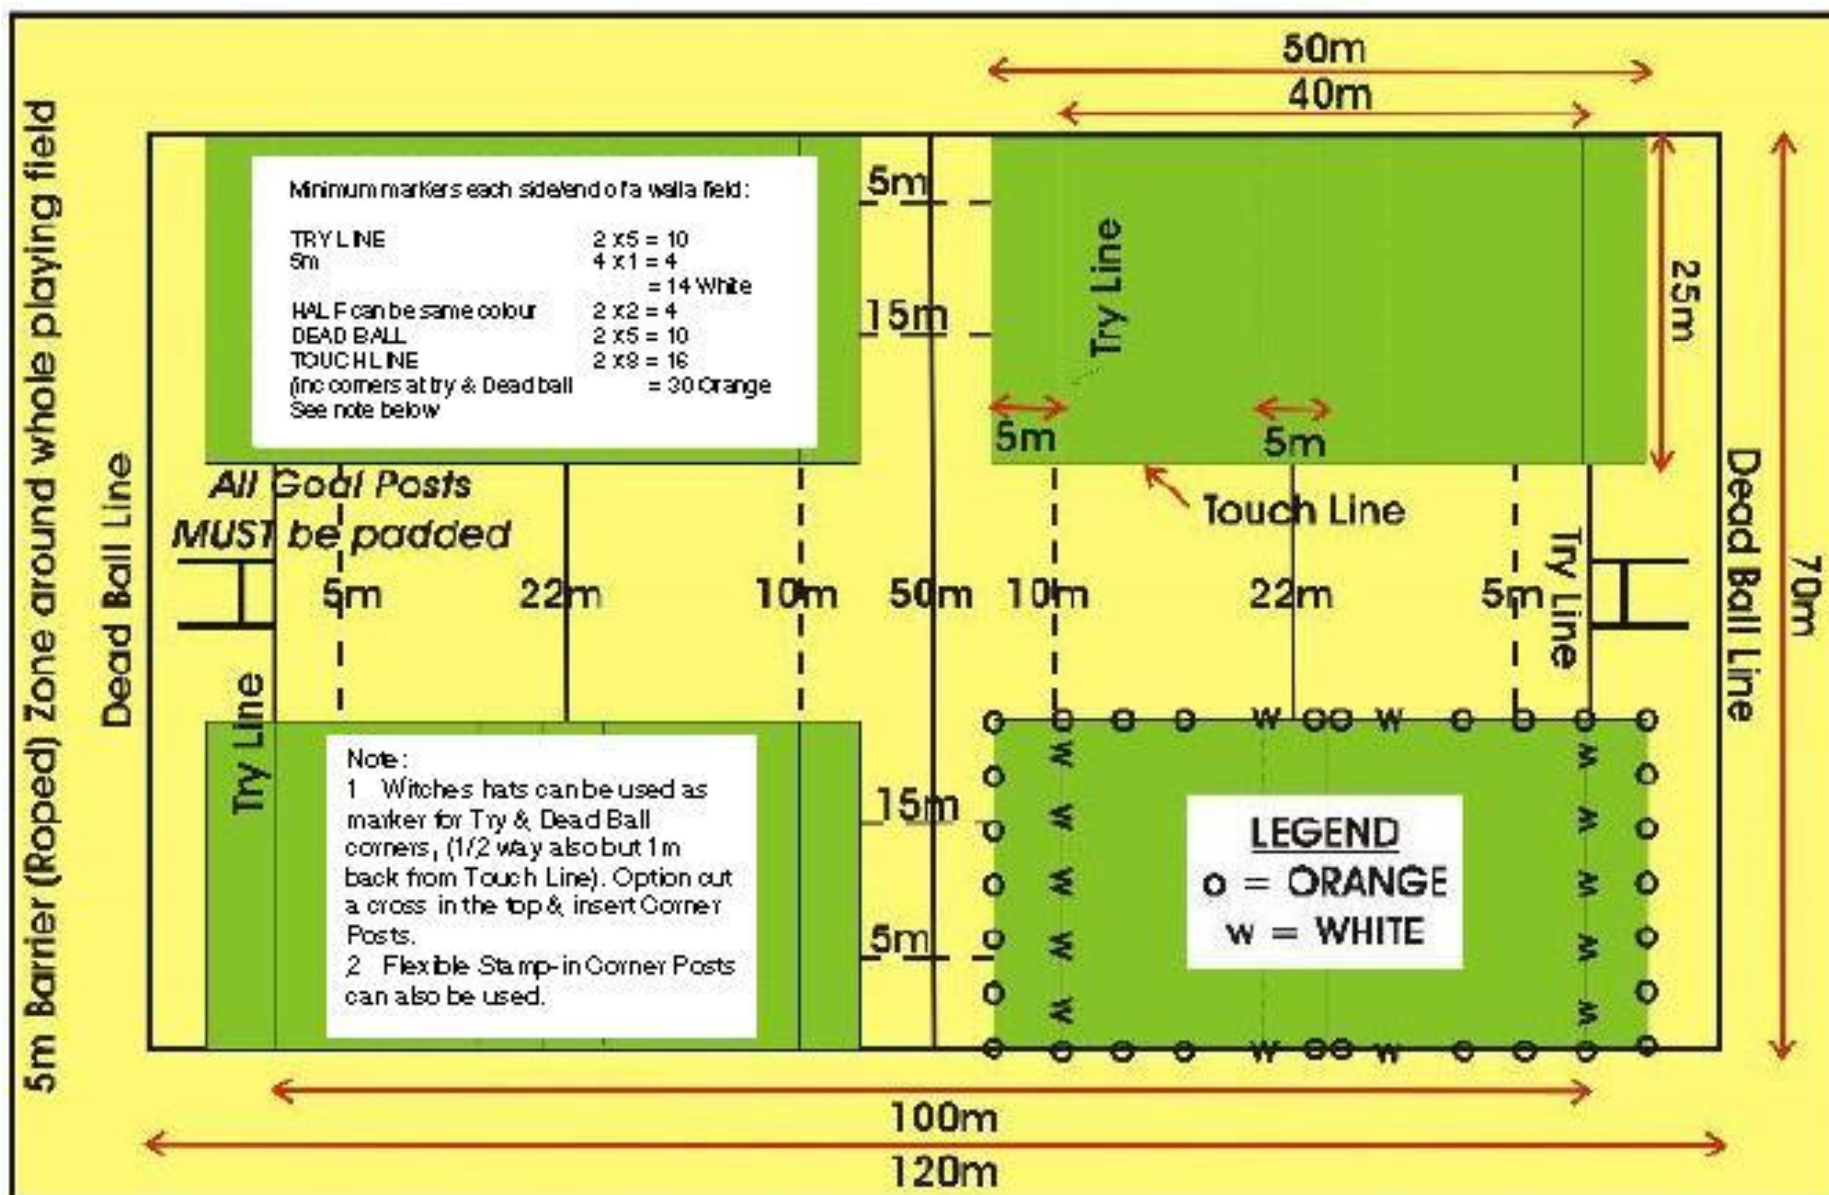 50m
40m
5m Barrier (Roped) Zone around whole playing field
Minimum markers each side/end of a walla field:
TRY LINE 2 x 5 = 10
5m 4 x 1 = 4
= 14 White
HALF can be same colour 2 x 2 = 4
DEAD BALL 2 x 5 = 10
TOUCH LINE 2 x 8 = 16
(inc corners at try & Dead ball = 30 Orange
See note below
5m
15m
Try Line
25m
5m
5m
All Goal Posts
MUST be padded
Touch Line
Dead Ball Line
Dead Ball Line
70m
5m
22m
10m
50m
10m
22m
5m
Try Line
Try Line
Note:
1 Witches hats can be used as
marker for Try & Dead Ball
corners, (1/2 way also but 1m
back from Touch Line). Option cut
a cross in the top & insert Corner
Posts.
2 Flexible Stamp-in Corner Posts
can also be used.
15m
5m
o o o o w o o w o o o o
w w w w w
w w w w w
o o o o o
o o o o o
LEGEND
o = ORANGE
w = WHITE
o o o o w o o w o o o o
100m
120m